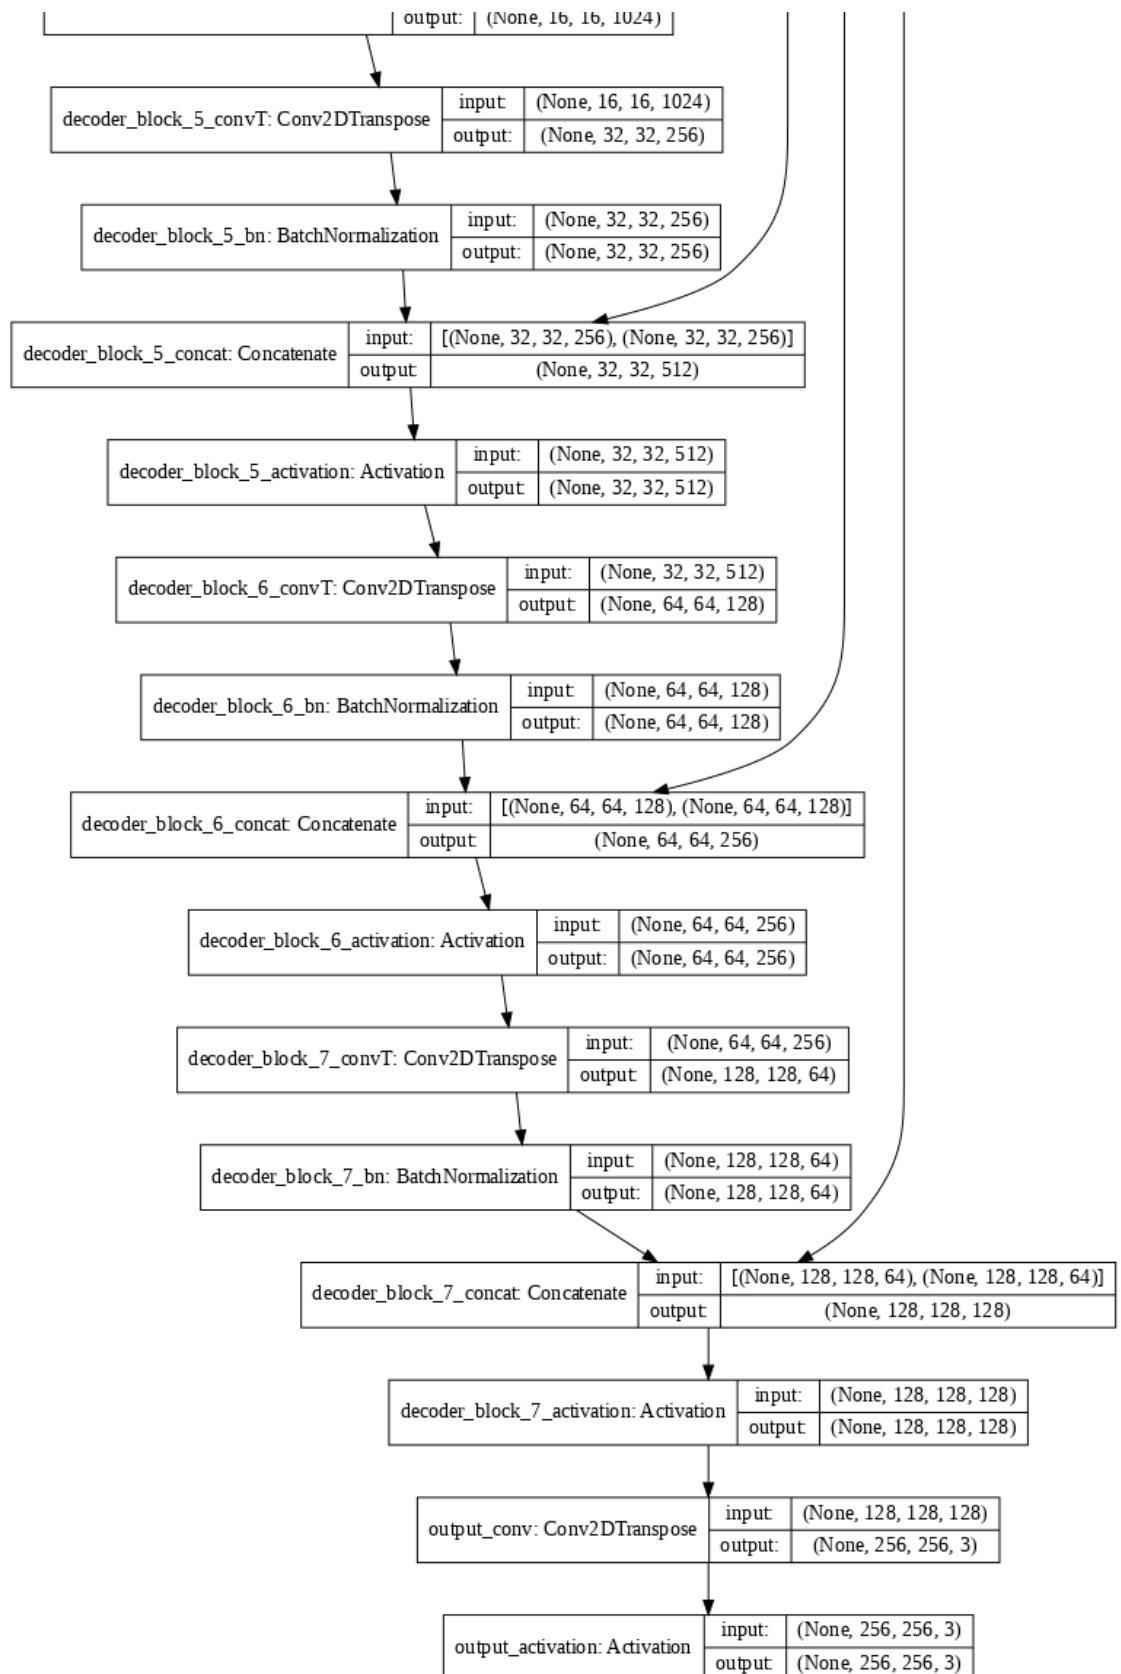 output: (None, 16, 16, 1024)
decoder_block_5_convT: Conv2DTranspose
input: (None, 16, 16, 1024)
output: (None, 32, 32, 256)
decoder_block_5_bn: BatchNormalization
input: (None, 32, 32, 256)
output: (None, 32, 32, 256)
decoder_block_5_concat: Concatenate
input: [(None, 32, 32, 256), (None, 32, 32, 256)]
output: (None, 32, 32, 512)
decoder_block_5_activation: Activation
input: (None, 32, 32, 512)
output: (None, 32, 32, 512)
decoder_block_6_convT: Conv2DTranspose
input: (None, 32, 32, 512)
output: (None, 64, 64, 128)
decoder_block_6_bn: BatchNormalization
input: (None, 64, 64, 128)
output: (None, 64, 64, 128)
decoder_block_6_concat: Concatenate
input: [(None, 64, 64, 128), (None, 64, 64, 128)]
output: (None, 64, 64, 256)
decoder_block_6_activation: Activation
input: (None, 64, 64, 256)
output: (None, 64, 64, 256)
decoder_block_7_convT: Conv2DTranspose
input: (None, 64, 64, 256)
output: (None, 128, 128, 64)
decoder_block_7_bn: BatchNormalization
input: (None, 128, 128, 64)
output: (None, 128, 128, 64)
decoder_block_7_concat: Concatenate
input: [(None, 128, 128, 64), (None, 128, 128, 64)]
output: (None, 128, 128, 128)
decoder_block_7_activation: Activation
input: (None, 128, 128, 128)
output: (None, 128, 128, 128)
output_conv: Conv2DTranspose
input: (None, 128, 128, 128)
output: (None, 256, 256, 3)
output_activation: Activation
input: (None, 256, 256, 3)
output: (None, 256, 256, 3)